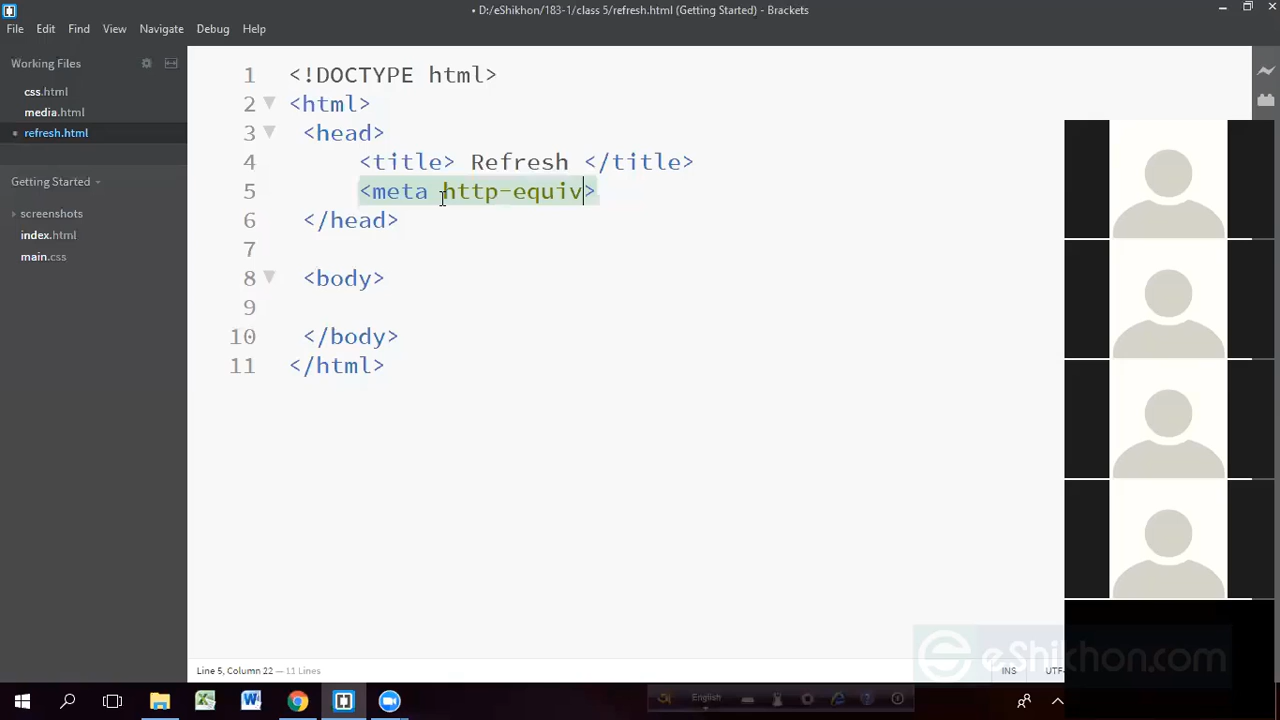 • D:/eShikhon/183-1/class 5/refresh.html (Getting Started) - Brackets
File Edit Find View Navigate Debug Help
Working Files
css.html
media.html
• refresh.html
Getting Started
screenshots
index.html
main.css
1 <!DOCTYPE html>
2 <html>
3 <head>
4 <title> Refresh </title>
5 <meta http-equiv>
6 </head>
7
8 <body>
9
10 </body>
11 </html>
eShikhon.com
Line 5, Column 22 — 11 Lines
INS UTF-
English